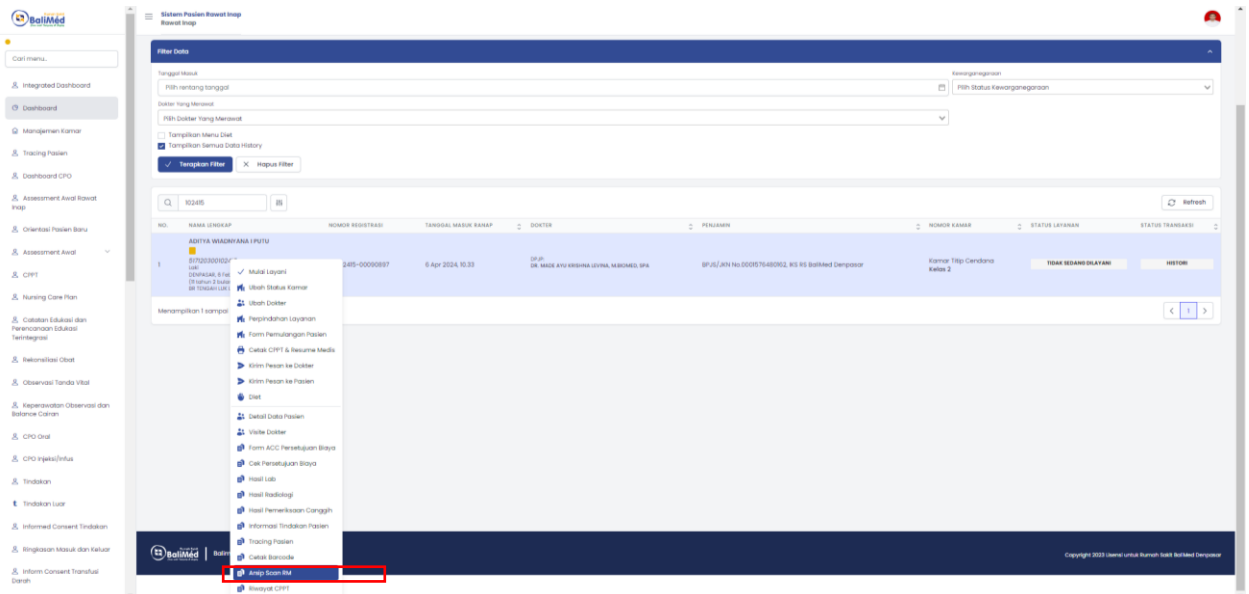 BaliMéd
Sistem Pasien Rawat Inap
Rawat Inap
Cari menu..
Integrated Dashboard
Dashboard
Manajemen Kamar
Tracing Pasien
Dashboard CPO
Assessment Awal Rawat
Inap
Orientasi Pasien Baru
Assessment Awal
CPPT
Nursing Care Plan
Catatan Edukasi dan
Perencanaan Edukasi
Terintegrasi
Rekonsiliasi Obat
Observasi Tanda Vital
Keperawatan Observasi dan
Balance Cairan
CPO Oral
CPO Injeksi/Infus
Tindakan
Tindakan Luar
Informed Consent Tindakan
Ringkasan Masuk dan Keluar
Inform Consent Transfusi
Darah
Filter Data
Tanggal Masuk
Kewarganegaraan
Pilih rentang tanggal
Pilih Status Kewarganegaraan
Dokter Yang Merawat
Pilih Dokter Yang Merawat
Tampilkan Menu Diet
Tampilkan Semua Data History
Terapkan Filter
Hapus Filter
102415
Refresh
NO. NAMA LENGKAP NOMOR REGISTRASI TANGGAL MASUK RANAP DOKTER PENJAMIN NOMOR KAMAR STATUS LAYANAN STATUS TRANSAKSI
ADITYA WIADNYANA I PUTU
1
2415-00090897
6 Apr 2024, 10.33
DPJP:
DR. MADE AYU KRISHNA LEVINA, M.BIOMED, SPA
BPJS/JKN No.0001576480162, IKS RS BaliMed Denpasar
Kamar Titip Cendana
Kelas 2
TIDAK SEDANG DILAYANI
HISTORI
Laki
Menampilkan 1 sampai
1
Mulai Layani
Ubah Status Kamar
Ubah Dokter
Perpindahan Layanan
Form Pemulangan Pasien
Cetak CPPT & Resume Medis
Kirim Pesan ke Dokter
Kirim Pesan ke Pasien
Diet
Detail Data Pasien
Visite Dokter
Form ACC Persetujuan Biaya
Cek Persetujuan Biaya
Hasil Lab
Hasil Radiologi
Hasil Pemeriksaan Canggih
Informasi Tindakan Pasien
Tracing Pasien
Cetak Barcode
Arsip Scan RM
Riwayat CPPT
BaliMéd
Copyright 2023 Lisensi untuk Rumah Sakit BaliMed Denpasar